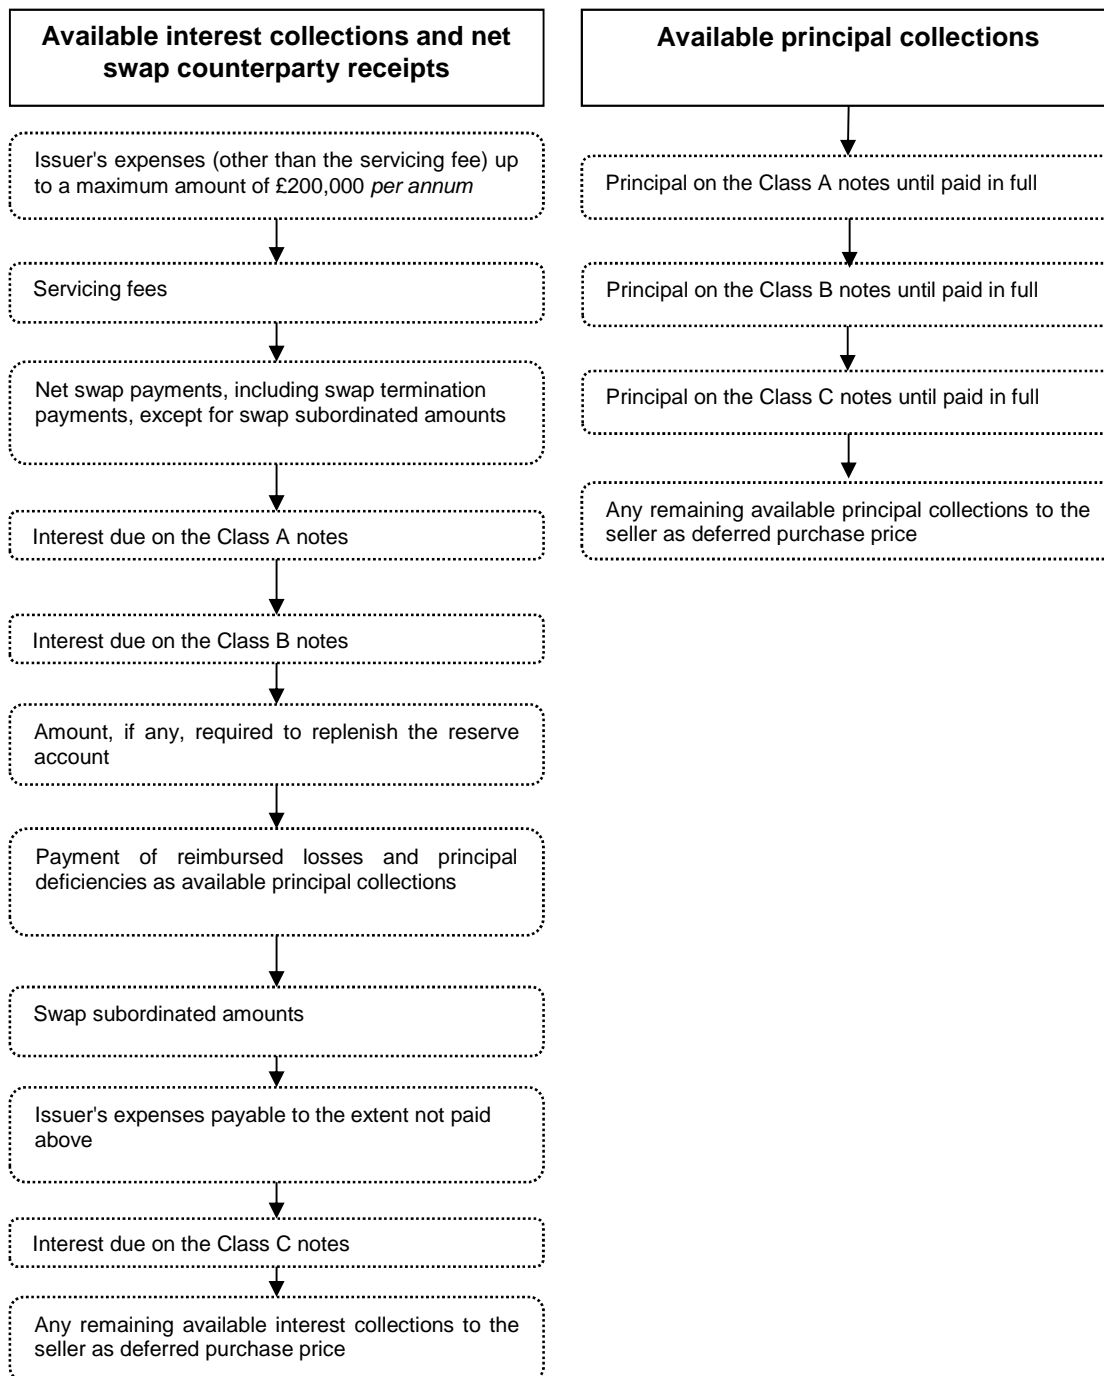 Available interest collections and net
swap counterparty receipts
Issuer's expenses (other than the servicing fee) up
to a maximum amount of £200,000 per annum
Servicing fees
Net swap payments, including swap termination
payments, except for swap subordinated amounts
Interest due on the Class A notes
Interest due on the Class B notes
Amount, if any, required to replenish the reserve
account
Payment of reimbursed losses and principal
deficiencies as available principal collections
Swap subordinated amounts
Issuer's expenses payable to the extent not paid
above
Interest due on the Class C notes
Any remaining available interest collections to the
seller as deferred purchase price
Available principal collections
Principal on the Class A notes until paid in full
Principal on the Class B notes until paid in full
Principal on the Class C notes until paid in full
Any remaining available principal collections to the
seller as deferred purchase price